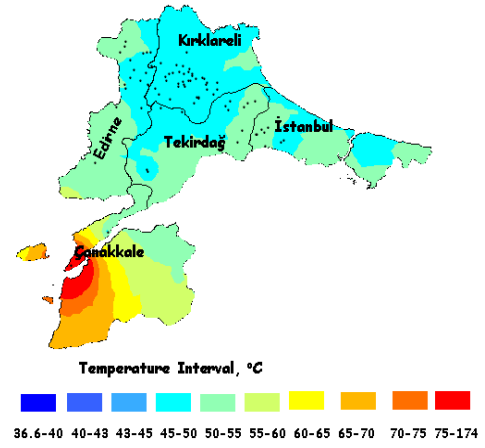 Kırklareli
İstanbul
Edirne
Tekirdağ
Çanakkale
Temperature Interval, °C
36.6-40 40-43 43-45 45-50 50-55 55-60 60-65 65-70 70-75 75-174